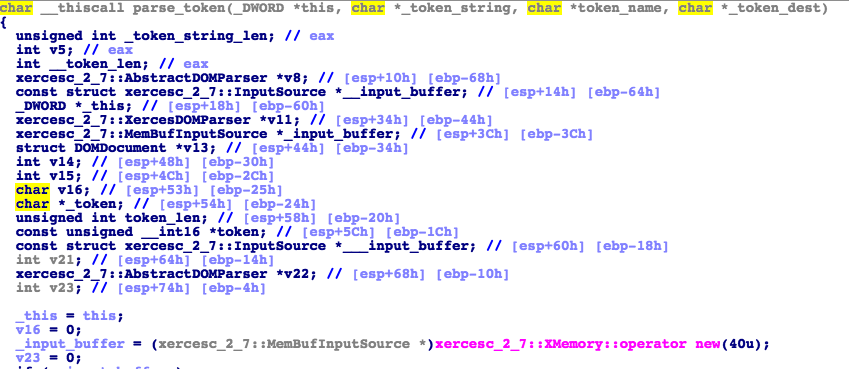 char __thiscall parse_token(_DWORD *this, char *_token_string, char *token_name, char *_token_dest)
{
unsigned int _token_string_len; // eax
int v5; // eax
int __token_len; // eax
xercesc_2_7::AbstractDOMParser *v8; // [esp+10h] [ebp-68h]
const struct xercesc_2_7::InputSource *__input_buffer; // [esp+14h] [ebp-64h]
_DWORD *_this; // [esp+18h] [ebp-60h]
xercesc_2_7::XercesDOMParser *v11; // [esp+34h] [ebp-44h]
xercesc_2_7::MemBufInputSource *_input_buffer; // [esp+3Ch] [ebp-3Ch]
struct DOMDocument *v13; // [esp+44h] [ebp-34h]
int v14; // [esp+48h] [ebp-30h]
int v15; // [esp+4Ch] [ebp-2Ch]
char v16; // [esp+53h] [ebp-25h]
char *_token; // [esp+54h] [ebp-24h]
unsigned int token_len; // [esp+58h] [ebp-20h]
const unsigned __int16 *token; // [esp+5Ch] [ebp-1Ch]
const struct xercesc_2_7::InputSource *___input_buffer; // [esp+60h] [ebp-18h]
int v21; // [esp+64h] [ebp-14h]
xercesc_2_7::AbstractDOMParser *v22; // [esp+68h] [ebp-10h]
int v23; // [esp+74h] [ebp-4h]
_this = this;
v16 = 0;
_input_buffer = (xercesc_2_7::MemBufInputSource *)xercesc_2_7::XMemory::operator new(40u);
v23 = 0;